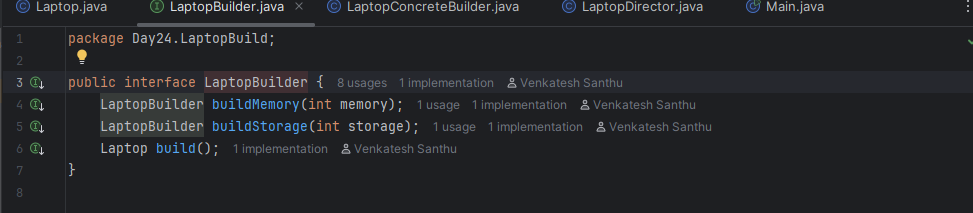 Laptop.java LaptopBuilder.java LaptopConcreteBuilder.java LaptopDirector.java Main.java
1 package Day24.LaptopBuild;
2
3 public interface LaptopBuilder { 8 usages 1 implementation Venkatesh Santhu
4 LaptopBuilder buildMemory(int memory); 1 usage 1 implementation Venkatesh Santhu
5 LaptopBuilder buildStorage(int storage); 1 usage 1 implementation Venkatesh Santhu
6 Laptop build(); 1 implementation Venkatesh Santhu
7 }
8